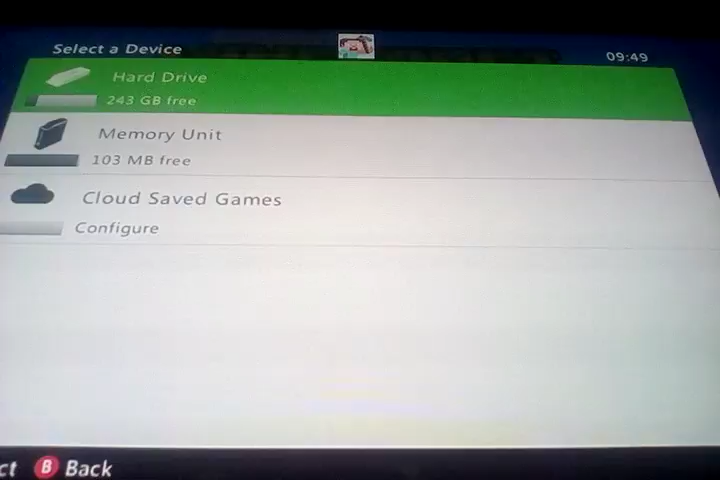 Select a Device
09:49
Hard Drive
243 GB free
Memory Unit
103 MB free
Cloud Saved Games
Configure
ct B Back